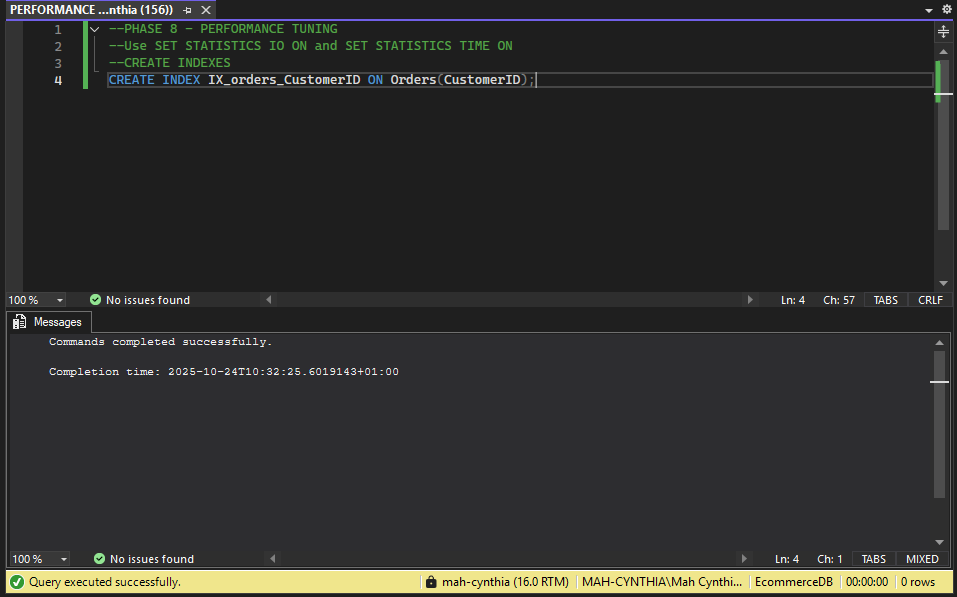 PERFORMANCE ...nthia (156))
1 --PHASE 8 - PERFORMANCE TUNING
2 --Use SET STATISTICS IO ON and SET STATISTICS TIME ON
3 --CREATE INDEXES
4 CREATE INDEX IX_orders_CustomerID ON Orders(CustomerID);
100 % No issues found Ln: 4 Ch: 57 TABS CRLF
Messages
Commands completed successfully.
Completion time: 2025-10-24T10:32:25.6019143+01:00
100 % No issues found Ln: 4 Ch: 1 TABS MIXED
Query executed successfully. mah-cynthia (16.0 RTM) MAH-CYNTHIA\Mah Cynthi... EcommerceDB 00:00:00 0 rows